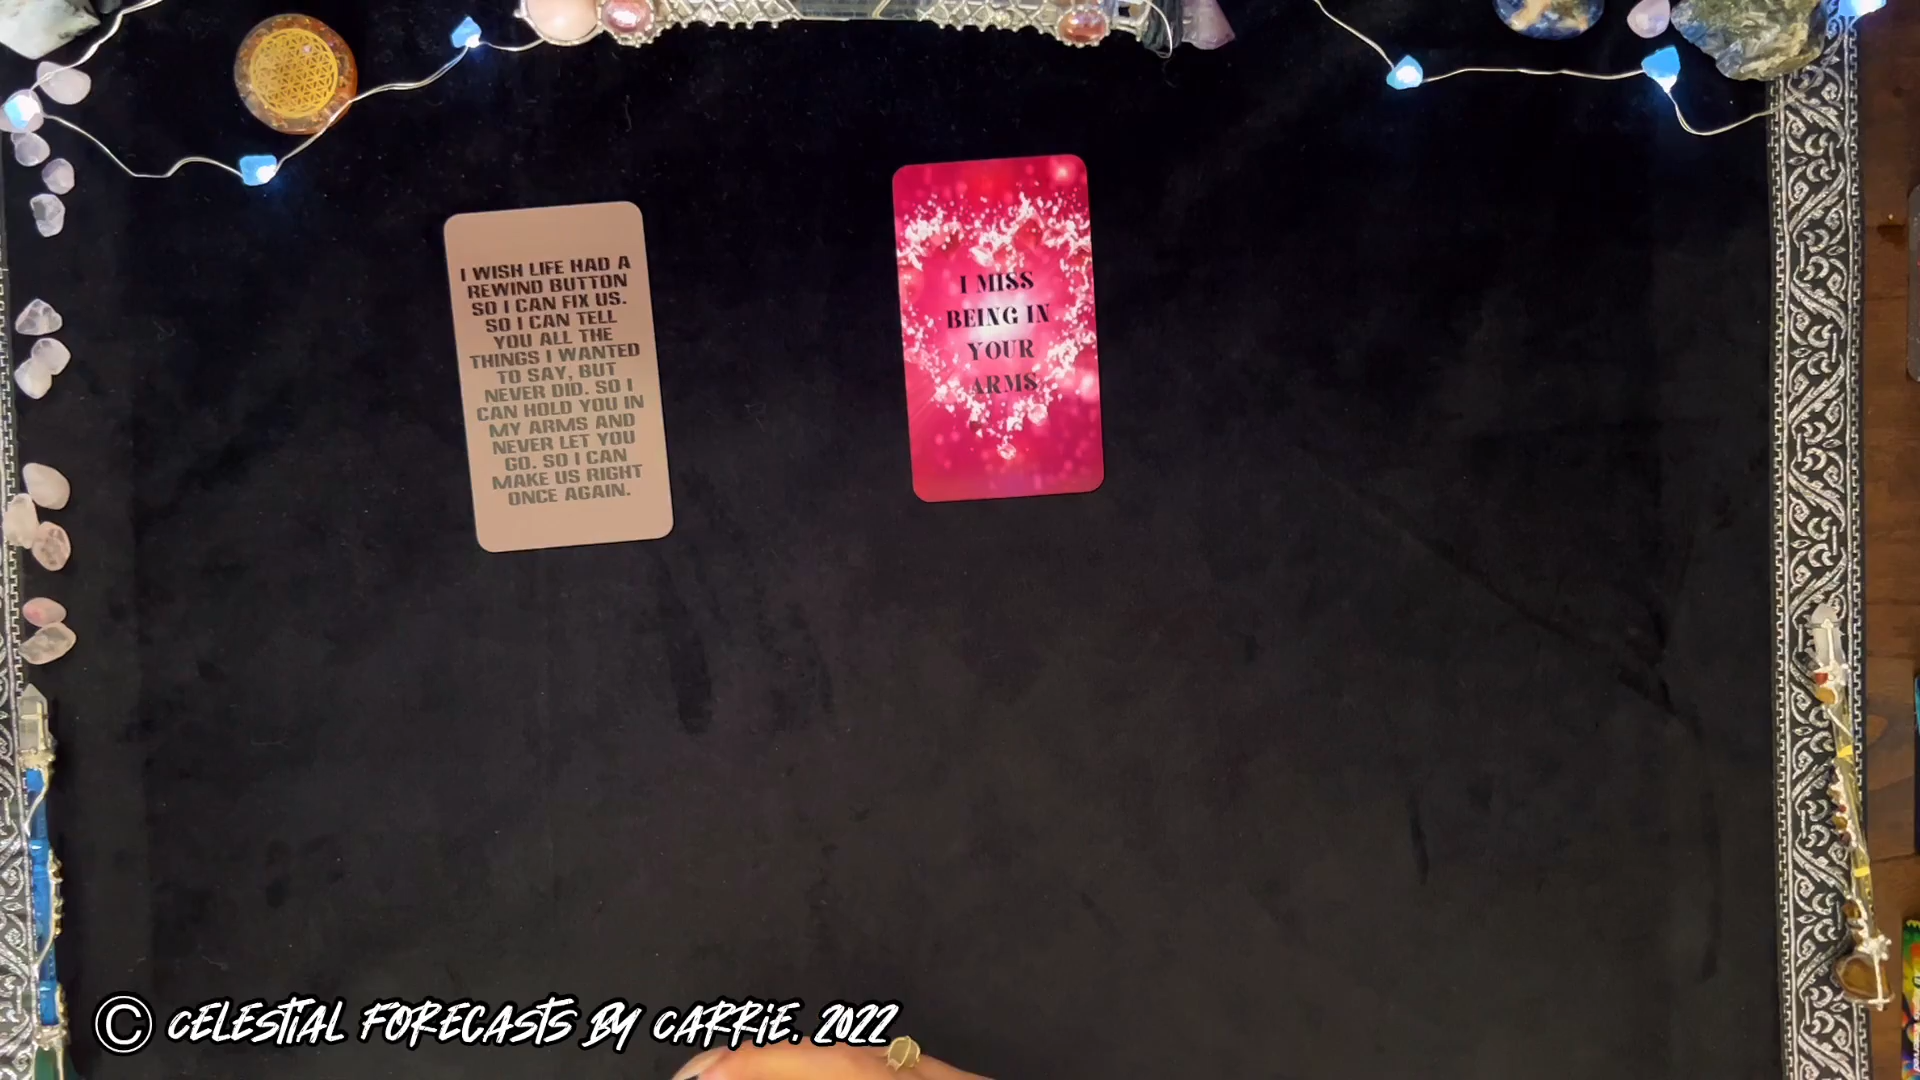 I WISH LIFE HAD A
REWIND BUTTON
SO I CAN FIX US.
SO I CAN TELL
YOU ALL THE
THINGS I WANTED
TO SAY, BUT
NEVER DID. SO I
CAN HOLD YOU IN
MY ARMS AND
NEVER LET YOU
GO. SO I CAN
MAKE US RIGHT
ONCE AGAIN.
I MISS
BEING IN
YOUR
ARMS
© CELESTIAL FORECASTS BY CARRIE. 2022